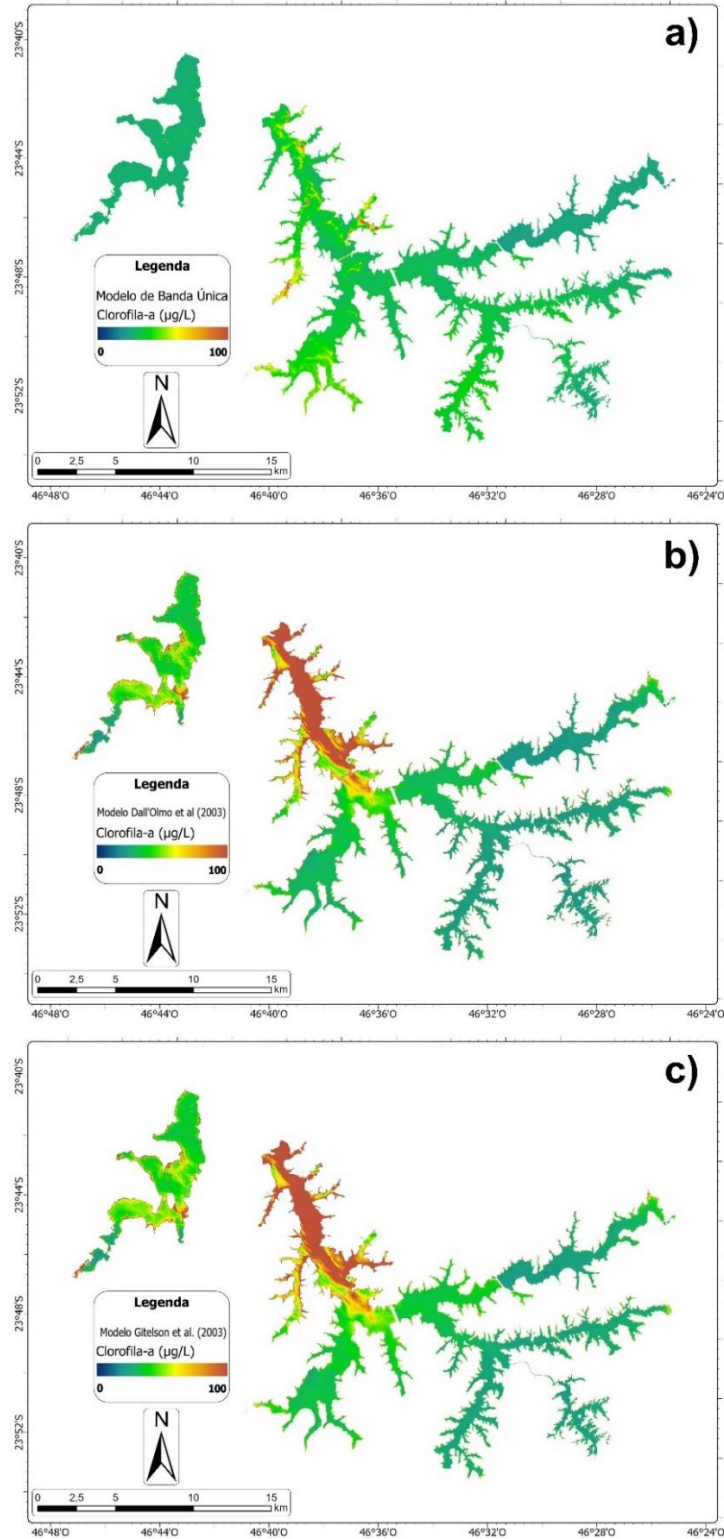 a)
23°40'S
23°44'S
23°48'S
23°52'S
Legenda
Modelo de Banda Única
Clorofila-a (µg/L)
0 100
N
0 2,5 5 10 15
km
46°48'O 46°44'O 46°40'O 46°36'O 46°32'O 46°28'O 46°24'O
b)
23°40'S
23°44'S
23°48'S
23°52'S
Legenda
Modelo Dall'Olmo et al (2003)
Clorofila-a (µg/L)
0 100
N
0 2,5 5 10 15
km
46°48'O 46°44'O 46°40'O 46°36'O 46°32'O 46°28'O 46°24'O
c)
23°40'S
23°44'S
23°48'S
23°52'S
Legenda
Modelo Gitelson et al. (2003)
Clorofila-a (µg/L)
0 100
N
0 2,5 5 10 15
km
46°48'O 46°44'O 46°40'O 46°36'O 46°32'O 46°28'O 46°24'O